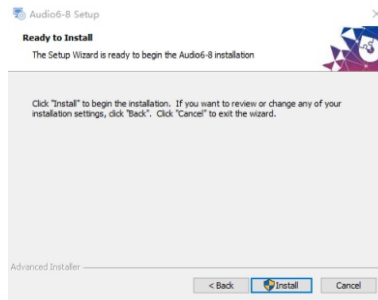 Audio6-8 Setup
Ready to Install
The Setup Wizard is ready to begin the Audio6-8 installation
Click "Install" to begin the installation. If you want to review or change any of your
installation settings, click "Back". Click "Cancel" to exit the wizard.
Advanced Installer
< Back Install Cancel